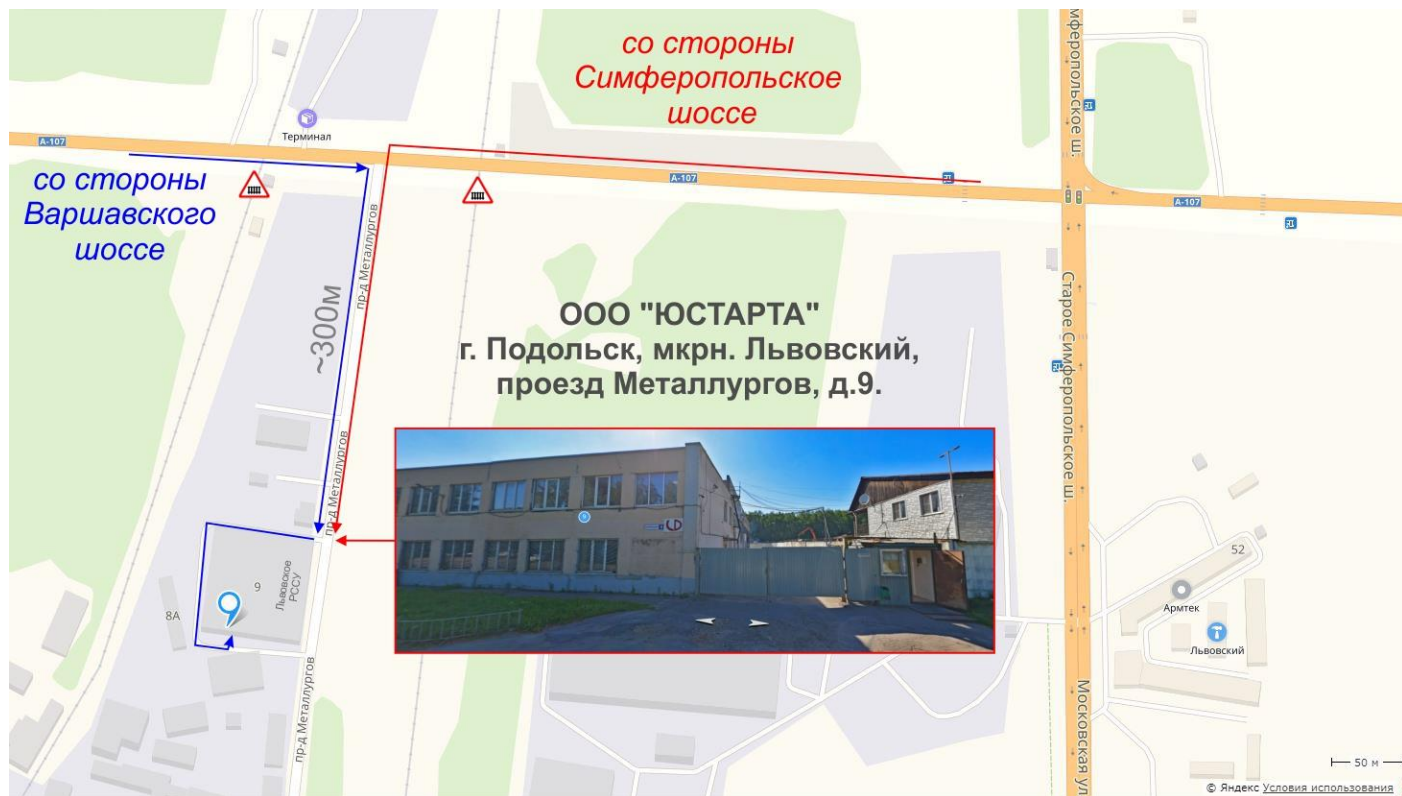 со стороны
Симферопольское
шоссе
Симферопольское ш.
Терминал
А-107
А-107
А-107
со стороны
Варшавского
шоссе
пр-д Металлургов
~300м
ООО "ЮСТАРТА"
г. Подольск, мкрн. Львовский,
проезд Металлургов, д.9.
Старое Симферопольское ш.
пр-д Металлургов
9
Львовское
РССУ
8А
пр-д Металлургов
52
Армтек
Львовский
Московская ул
50 м
© Яндекс Условия использования